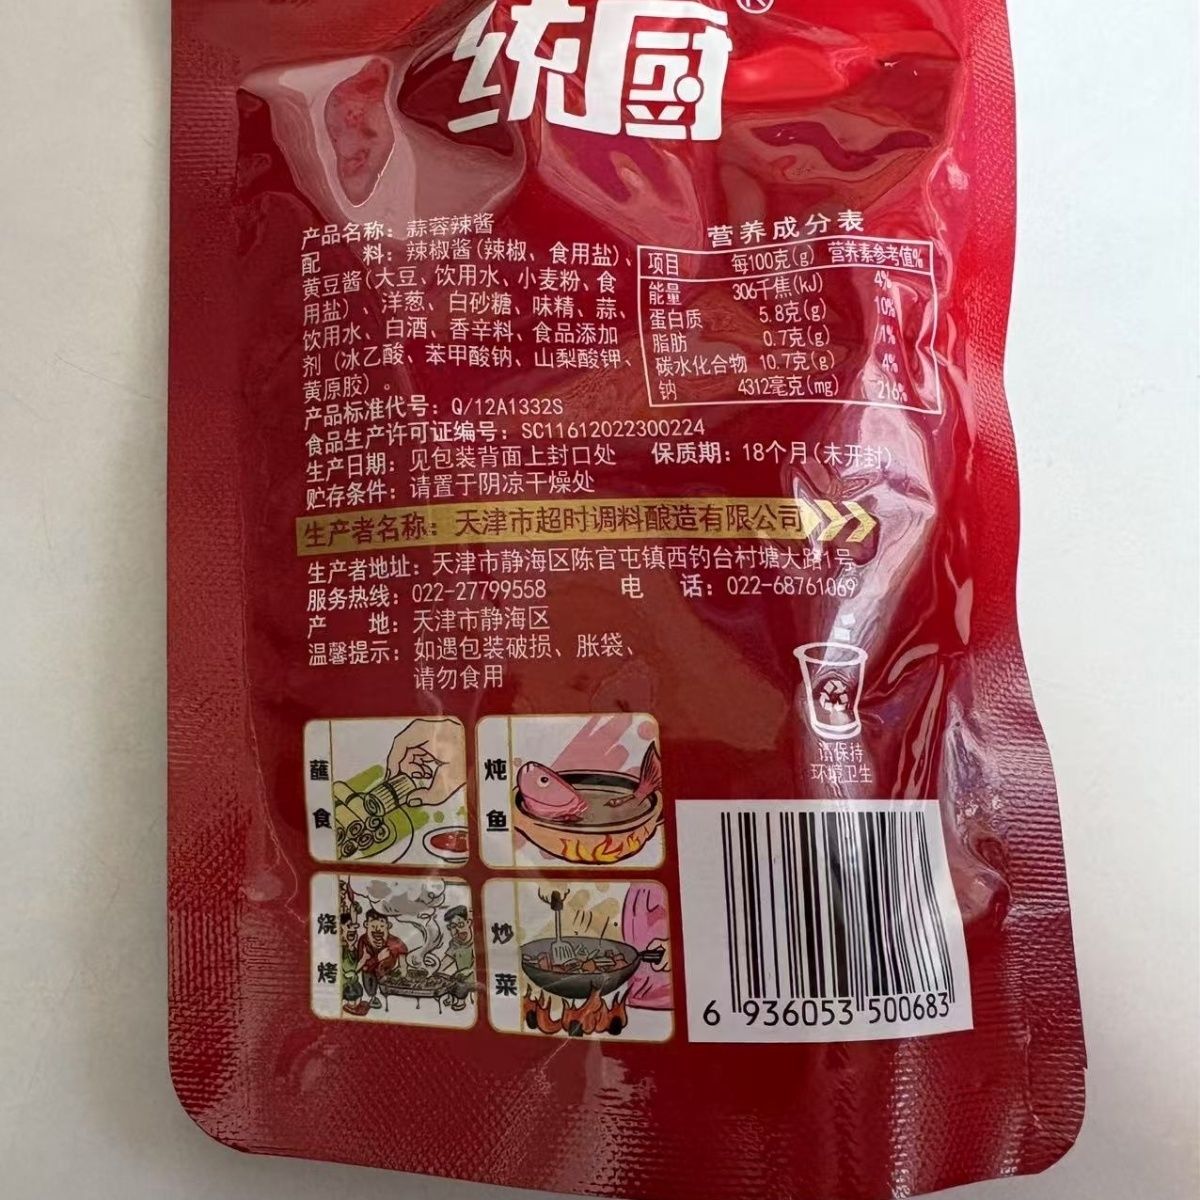 统厨®
产品名称：蒜蓉辣酱
配 料：辣椒酱(辣椒、食用盐)、
黄豆酱(大豆、饮用水、小麦粉、食
用盐)、洋葱、白砂糖、味精、蒜、
饮用水、白酒、香辛料、食品添加
剂(冰乙酸、苯甲酸钠、山梨酸钾、
黄原胶)。
营养成分表
项目 每100克(g) 营养素参考值%
能量 306千焦(kJ) 4%
蛋白质 5.8克(g) 10%
脂肪 0.7克(g) 1%
碳水化合物 10.7克(g) 4%
钠 4312毫克(mg) 216%
产品标准代号：Q/12A1332S
食品生产许可证编号：SC11612022300224
生产日期：见包装背面上封口处 保质期：18个月(未开封)
贮存条件：请置于阴凉干燥处
生产者名称：天津市超时调料酿造有限公司
生产者地址：天津市静海区陈官屯镇西钓台村塘大路1号
服务热线：022-27799558 电 话：022-68761069
产 地：天津市静海区
温馨提示：如遇包装破损、胀袋、
请勿食用
请保持
环境卫生
蘸食
炖鱼
烧烤
炒菜
6 936053 500683